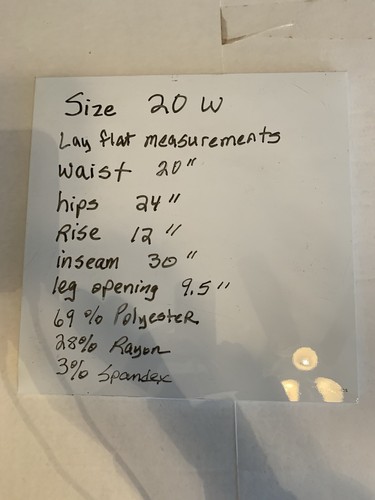 Size 20 W
Lay flat measurements
Waist 20"
hips 24"
Rise 12"
inseam 30"
leg opening 9.5"
69% Polyester
28% Rayon
3% Spandex